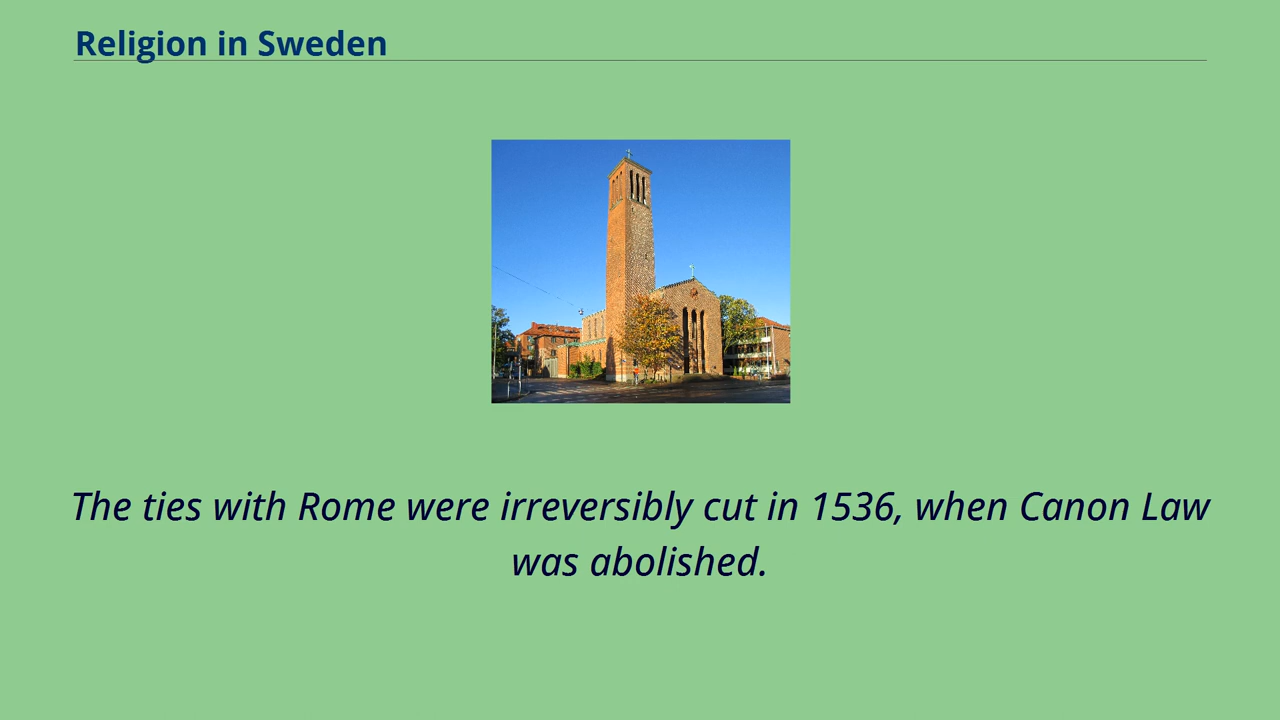 Religion in Sweden
The ties with Rome were irreversibly cut in 1536, when Canon Law
was abolished.